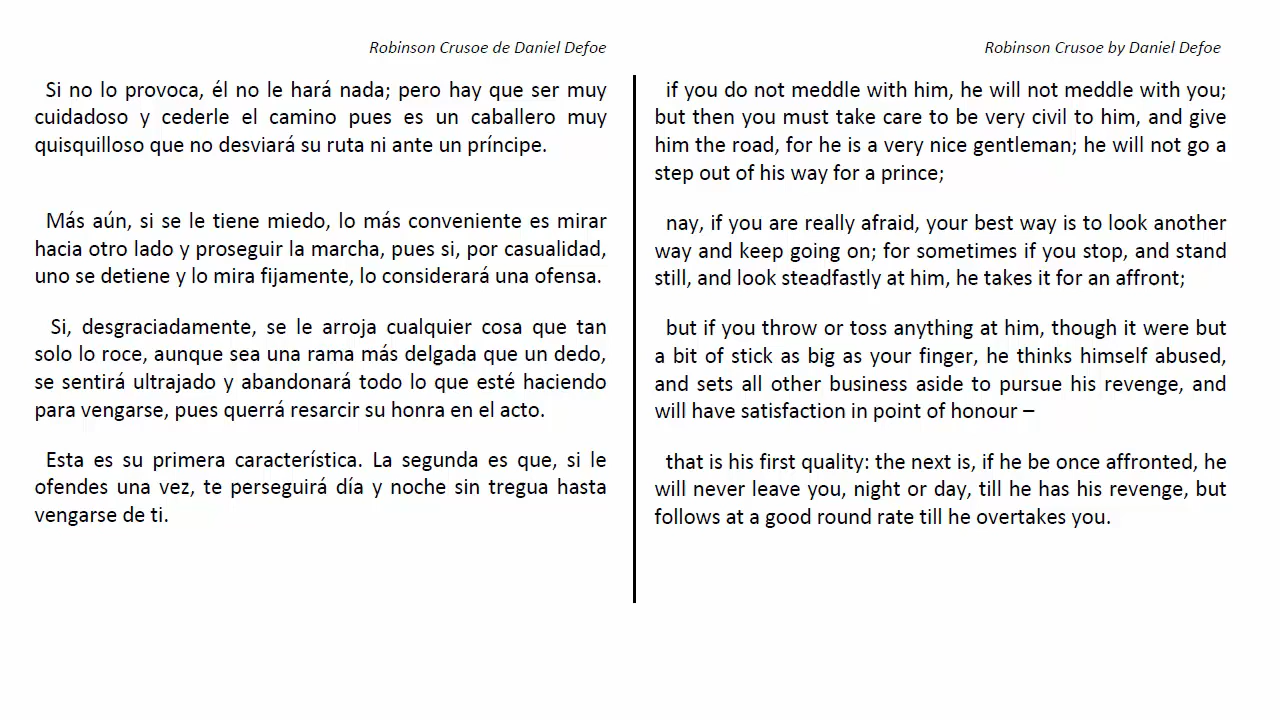 Robinson Crusoe de Daniel Defoe
Si no lo provoca, él no le hará nada; pero hay que ser muy
cuidadoso y cederle el camino pues es un caballero muy
quisquilloso que no desviará su ruta ni ante un príncipe.
Más aún, si se le tiene miedo, lo más conveniente es mirar
hacia otro lado y proseguir la marcha, pues si, por casualidad,
uno se detiene y lo mira fijamente, lo considerará una ofensa.
Si, desgraciadamente, se le arroja cualquier cosa que tan
solo lo roce, aunque sea una rama más delgada que un dedo,
se sentirá ultrajado y abandonará todo lo que esté haciendo
para vengarse, pues querrá resarcir su honra en el acto.
Esta es su primera característica. La segunda es que, si le
ofendes una vez, te perseguirá día y noche sin tregua hasta
vengarse de ti.
Robinson Crusoe by Daniel Defoe
if you do not meddle with him, he will not meddle with you;
but then you must take care to be very civil to him, and give
him the road, for he is a very nice gentleman; he will not go a
step out of his way for a prince;
nay, if you are really afraid, your best way is to look another
way and keep going on; for sometimes if you stop, and stand
still, and look steadfastly at him, he takes it for an affront;
but if you throw or toss anything at him, though it were but
a bit of stick as big as your finger, he thinks himself abused,
and sets all other business aside to pursue his revenge, and
will have satisfaction in point of honour –
that is his first quality: the next is, if he be once affronted, he
will never leave you, night or day, till he has his revenge, but
follows at a good round rate till he overtakes you.